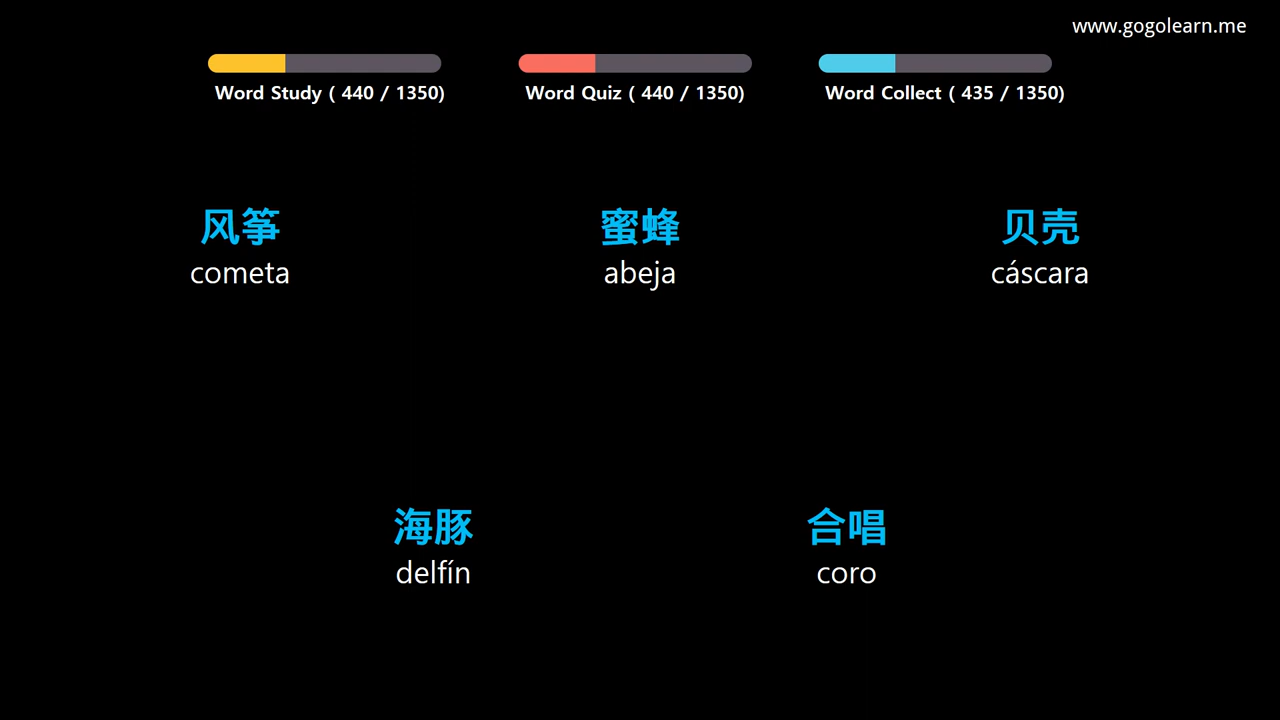 www.gogolearn.me
Word Study ( 440 / 1350)
Word Quiz ( 440 / 1350)
Word Collect ( 435 / 1350)
风筝
cometa
蜜蜂
abeja
贝壳
cáscara
海豚
delfín
合唱
coro